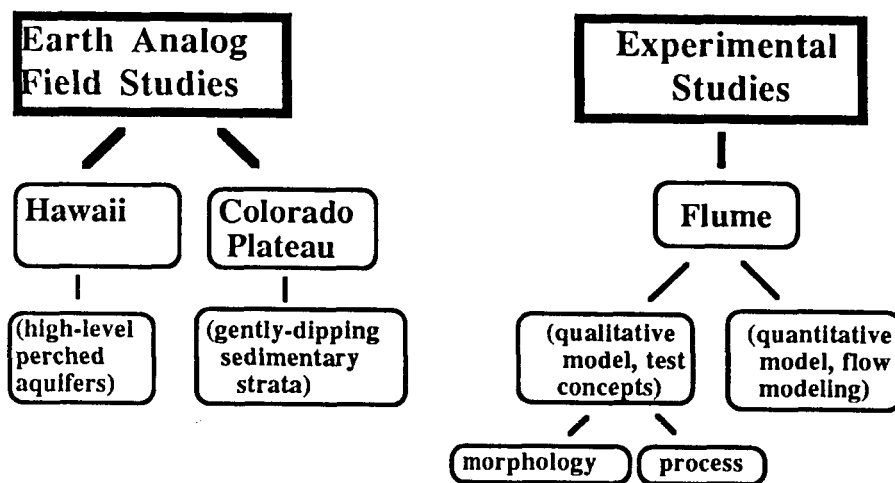 Earth Analog
Field Studies
Hawaii
Colorado
Plateau
(high-level
perched
aquifers)
(gently-dipping
sedimentary
strata)
Experimental
Studies
Flume
(qualitative
model, test
concepts)
(quantitative
model, flow
modeling)
morphology
process